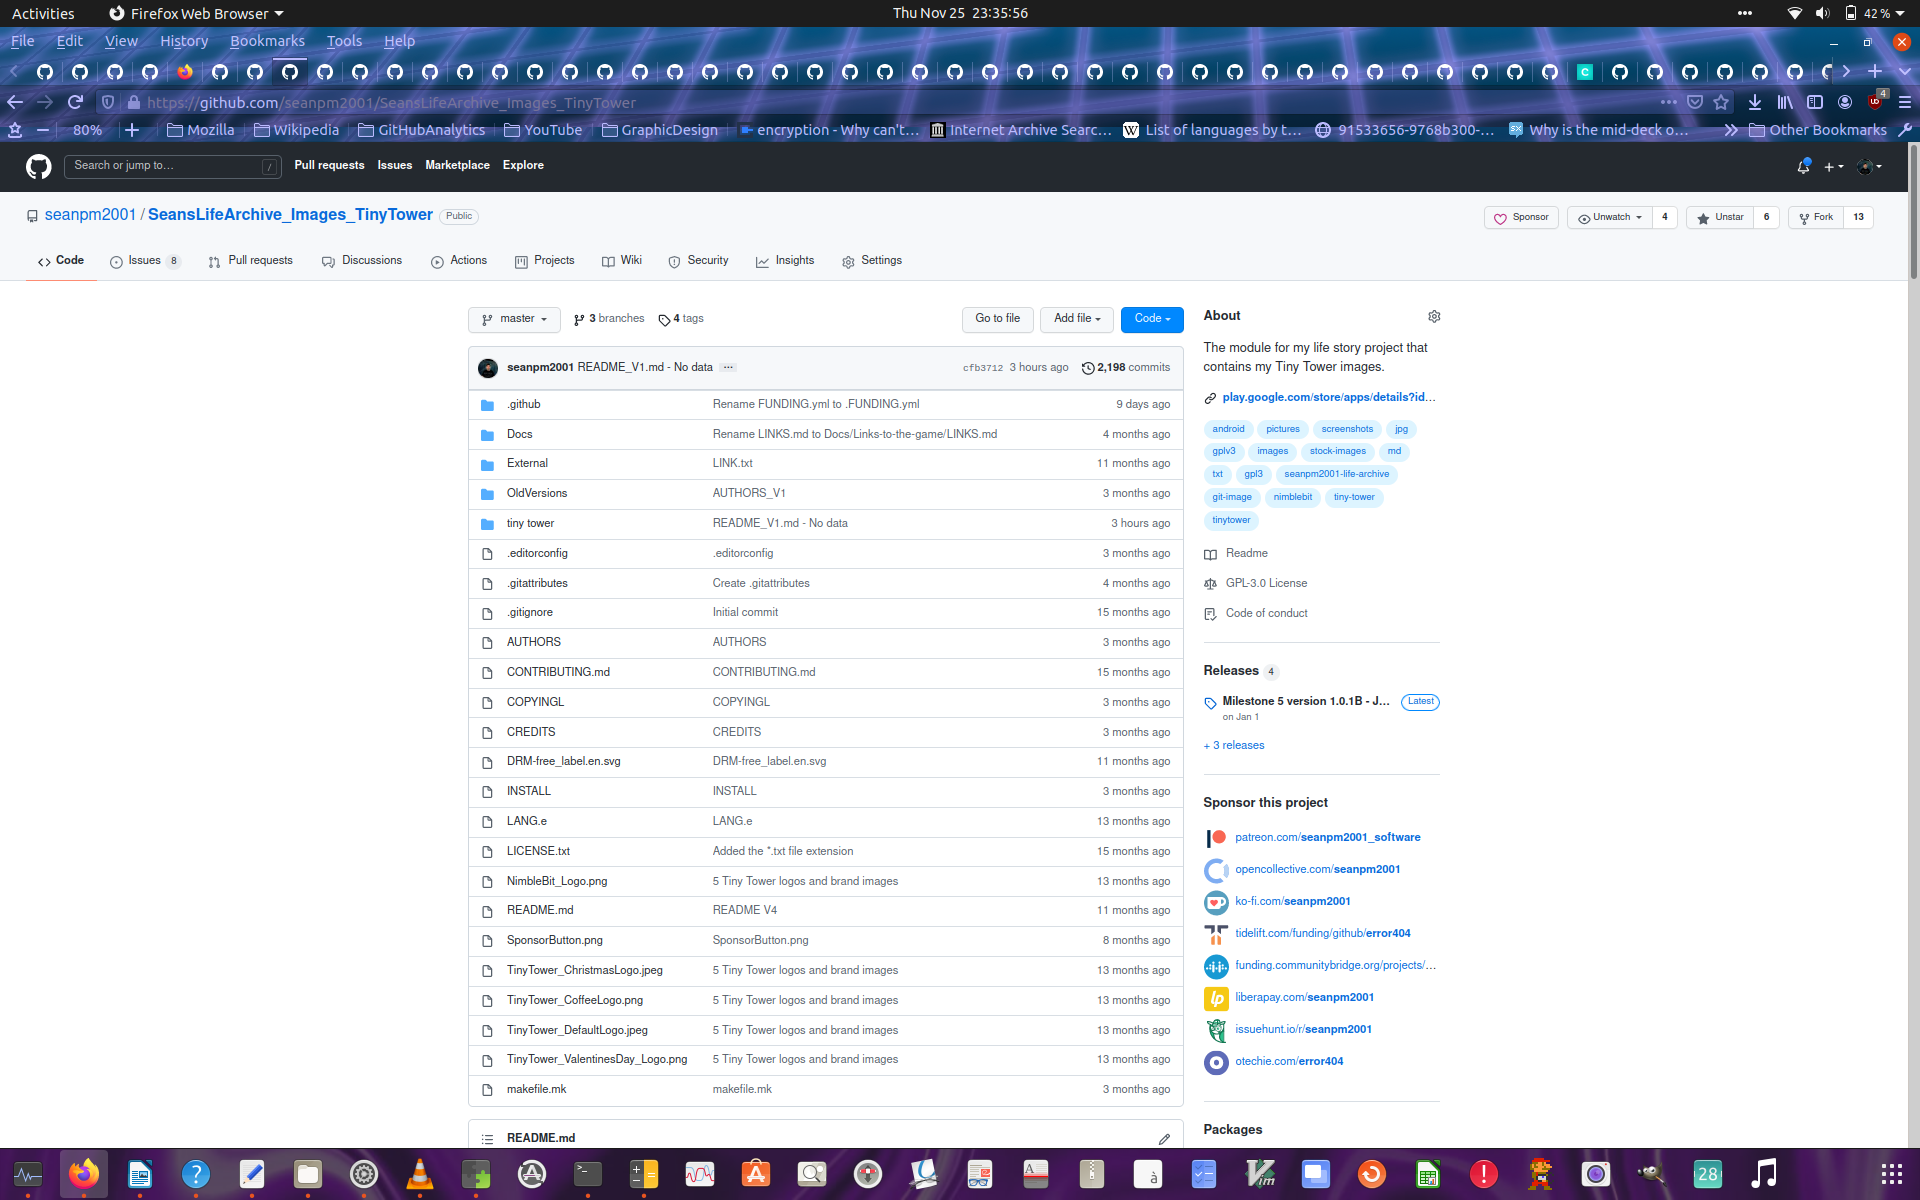 Activities Firefox Web Browser Thu Nov 25 23:35:56 42 %
File Edit View History Bookmarks Tools Help
https://github.com/seanpm2001/SeansLifeArchive_Images_TinyTower
80% Mozilla Wikipedia GitHubAnalytics YouTube GraphicDesign encryption - Why can't… Internet Archive Searc… List of languages by t… 91533656-9768b300-… Why is the mid-deck o… Other Bookmarks
Search or jump to… / Pull requests Issues Marketplace Explore
seanpm2001 / SeansLifeArchive_Images_TinyTower Public Sponsor Unwatch 4 Unstar 6 Fork 13
Code Issues 8 Pull requests Discussions Actions Projects Wiki Security Insights Settings
master 3 branches 4 tags Go to file Add file Code
seanpm2001 README_V1.md - No data … cfb3712 3 hours ago 2,198 commits
.github Rename FUNDING.yml to .FUNDING.yml 9 days ago
Docs Rename LINKS.md to Docs/Links-to-the-game/LINKS.md 4 months ago
External LINK.txt 11 months ago
OldVersions AUTHORS_V1 3 months ago
tiny tower README_V1.md - No data 3 hours ago
.editorconfig .editorconfig 3 months ago
.gitattributes Create .gitattributes 4 months ago
.gitignore Initial commit 15 months ago
AUTHORS AUTHORS 3 months ago
CONTRIBUTING.md CONTRIBUTING.md 15 months ago
COPYINGL COPYINGL 3 months ago
CREDITS CREDITS 3 months ago
DRM-free_label.en.svg DRM-free_label.en.svg 11 months ago
INSTALL INSTALL 3 months ago
LANG.e LANG.e 13 months ago
LICENSE.txt Added the *.txt file extension 15 months ago
NimbleBit_Logo.png 5 Tiny Tower logos and brand images 13 months ago
README.md README V4 11 months ago
SponsorButton.png SponsorButton.png 8 months ago
TinyTower_ChristmasLogo.jpeg 5 Tiny Tower logos and brand images 13 months ago
TinyTower_CoffeeLogo.png 5 Tiny Tower logos and brand images 13 months ago
TinyTower_DefaultLogo.jpeg 5 Tiny Tower logos and brand images 13 months ago
TinyTower_ValentinesDay_Logo.png 5 Tiny Tower logos and brand images 13 months ago
makefile.mk makefile.mk 3 months ago
README.md
About
The module for my life story project that
contains my Tiny Tower images.
play.google.com/store/apps/details?id…
android pictures screenshots jpg
gplv3 images stock-images md
txt gpl3 seanpm2001-life-archive
git-image nimblebit tiny-tower
tinytower
Readme
GPL-3.0 License
Code of conduct
Releases 4
Milestone 5 version 1.0.1B - J… Latest
on Jan 1
+ 3 releases
Sponsor this project
patreon.com/seanpm2001_software
opencollective.com/seanpm2001
ko-fi.com/seanpm2001
tidelift.com/funding/github/error404
funding.communitybridge.org/projects/…
liberapay.com/seanpm2001
issuehunt.io/r/seanpm2001
otechie.com/error404
Packages
28